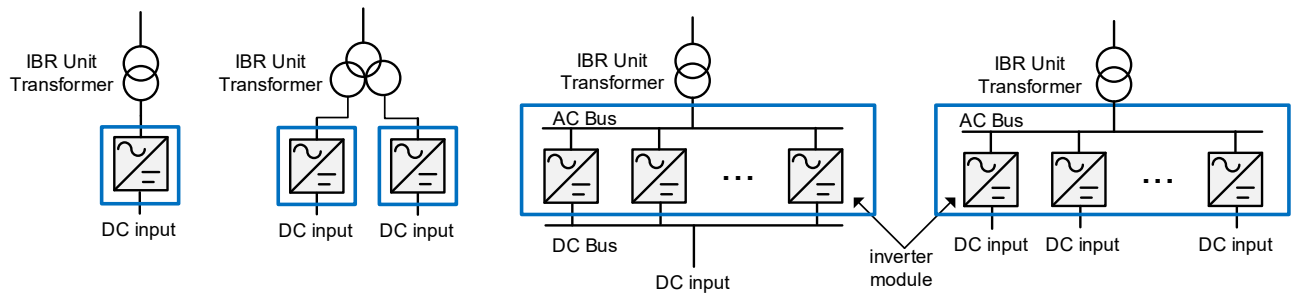 IBR Unit
Transformer
DC input
IBR Unit
Transformer
DC input
DC input
IBR Unit
Transformer
AC Bus
...
DC Bus
DC input
inverter
module
IBR Unit
Transformer
AC Bus
...
DC input
DC input
DC input